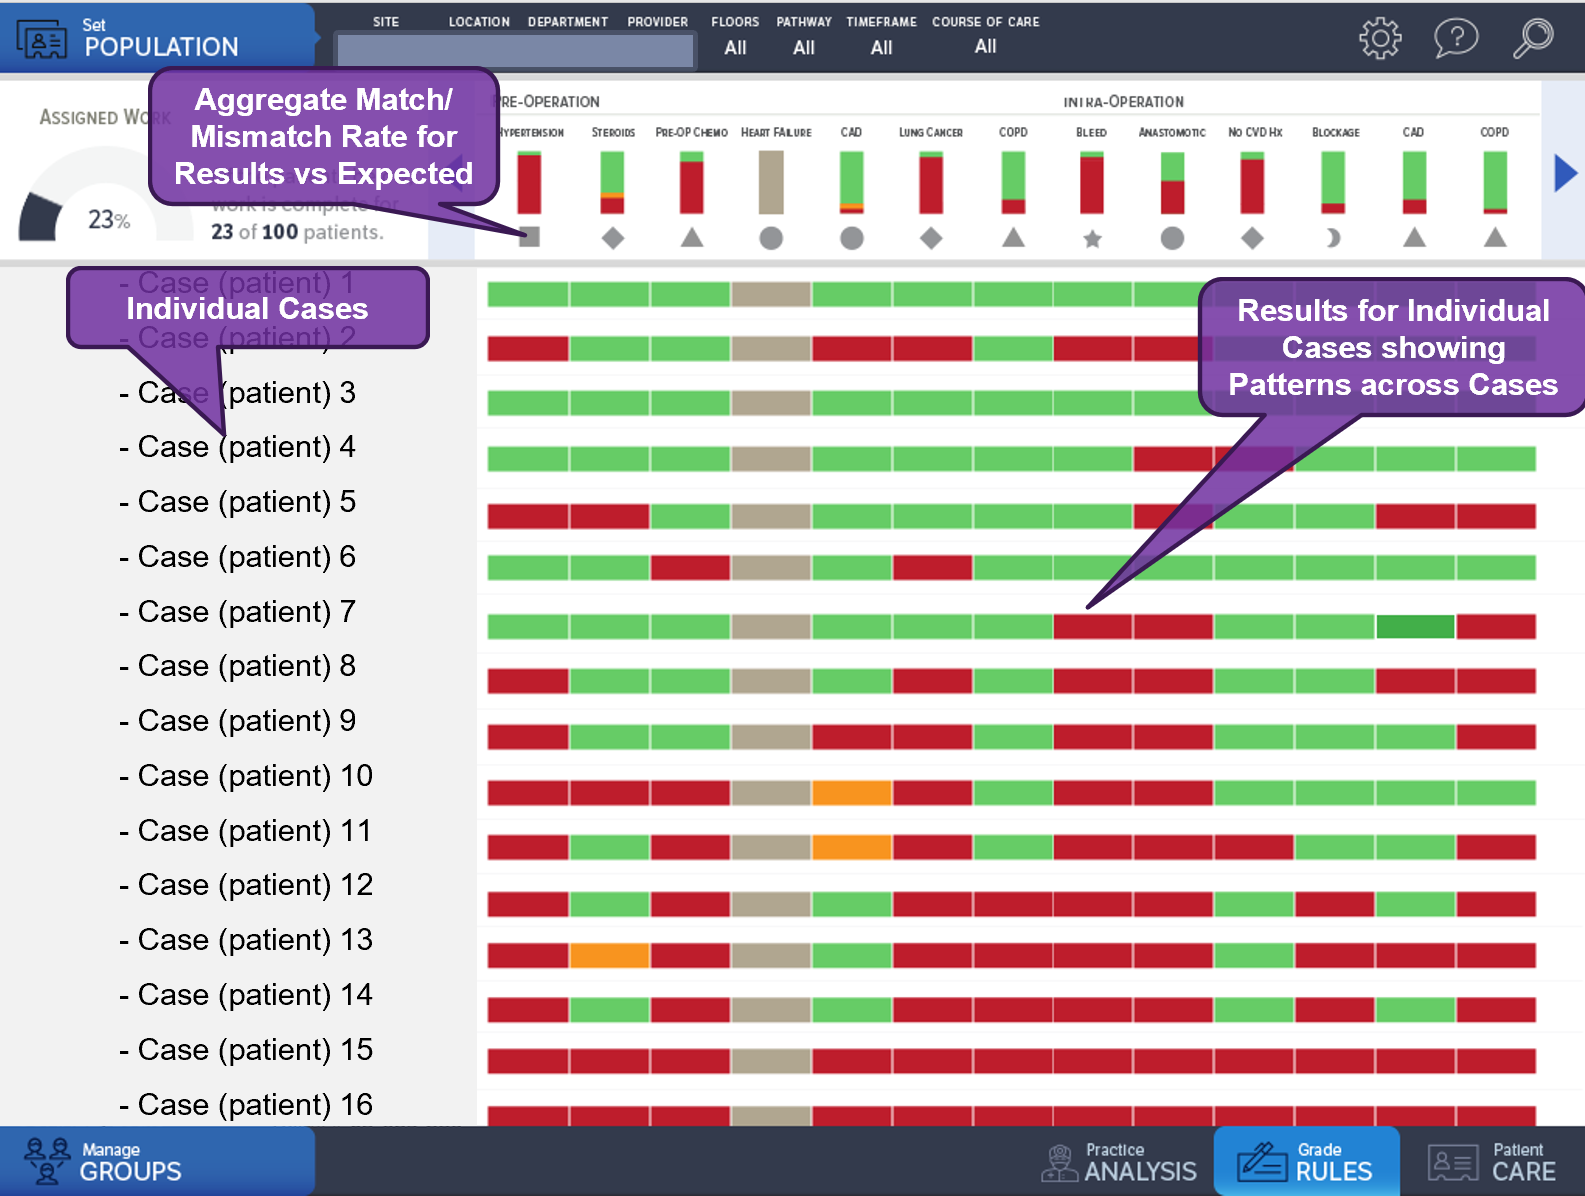 Set
POPULATION
SITE LOCATION DEPARTMENT PROVIDER FLOORS PATHWAY TIMEFRAME COURSE OF CARE
All All All All
ASSIGNED WORK
Aggregate Match/
Mismatch Rate for
Results vs Expected
work is complete for
23 of 100 patients.
23%
PRE-OPERATION
INTRA-OPERATION
HYPERTENSION STEROIDS PRE-OP CHEMO HEART FAILURE CAD LUNG CANCER COPD BLEED ANASTOMOTIC NO CVD HX BLOCKAGE CAD COPD
- Case (patient) 1
Individual Cases
- Case (patient) 2
- Case (patient) 3
- Case (patient) 4
- Case (patient) 5
- Case (patient) 6
- Case (patient) 7
- Case (patient) 8
- Case (patient) 9
- Case (patient) 10
- Case (patient) 11
- Case (patient) 12
- Case (patient) 13
- Case (patient) 14
- Case (patient) 15
- Case (patient) 16
Results for Individual
Cases showing
Patterns across Cases
Manage
GROUPS
Practice
ANALYSIS
Grade
RULES
Patient
CARE